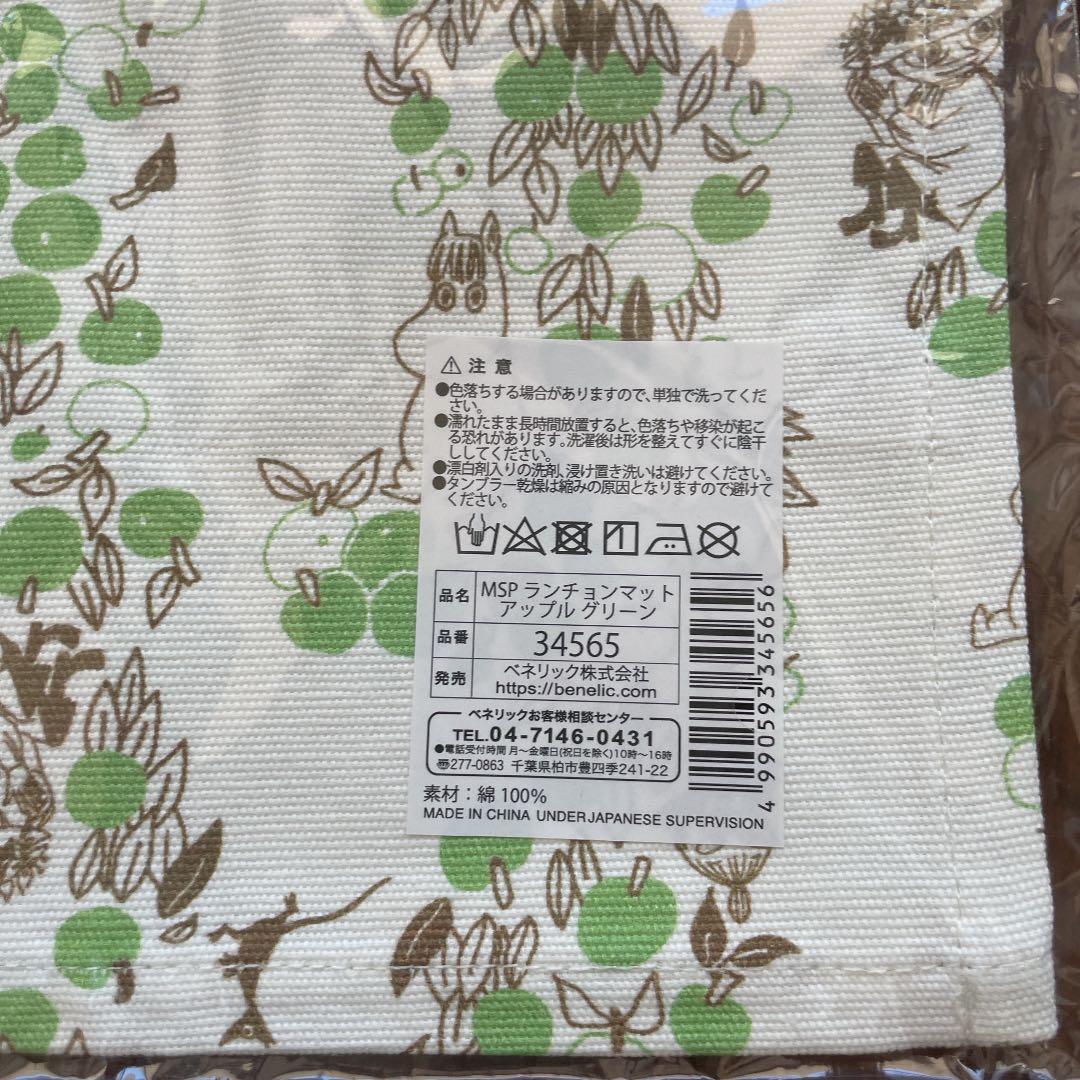 ⚠ 注 意
●色落ちする場合がありますので、単独で洗ってくだ
さい。
●濡れたまま長時間放置すると、色落ちや移染が起こ
る恐れがあります。洗濯後は形を整えてすぐに陰干
ししてください。
●漂白剤入りの洗剤、浸け置き洗いは避けてください。
●タンブラー乾燥は縮みの原因となりますので避けて
ください。
品名 MSP ランチョンマット
アップル グリーン
品番 34565
発売 ベネリック株式会社
https://benelic.com
ベネリックお客様相談センター
TEL.04-7146-0431
●電話受付時間 月〜金曜日(祝日を除く)10時〜16時
〠277-0863 千葉県柏市豊四季241-22
素材：綿 100%
MADE IN CHINA UNDER JAPANESE SUPERVISION
4 990593 345656